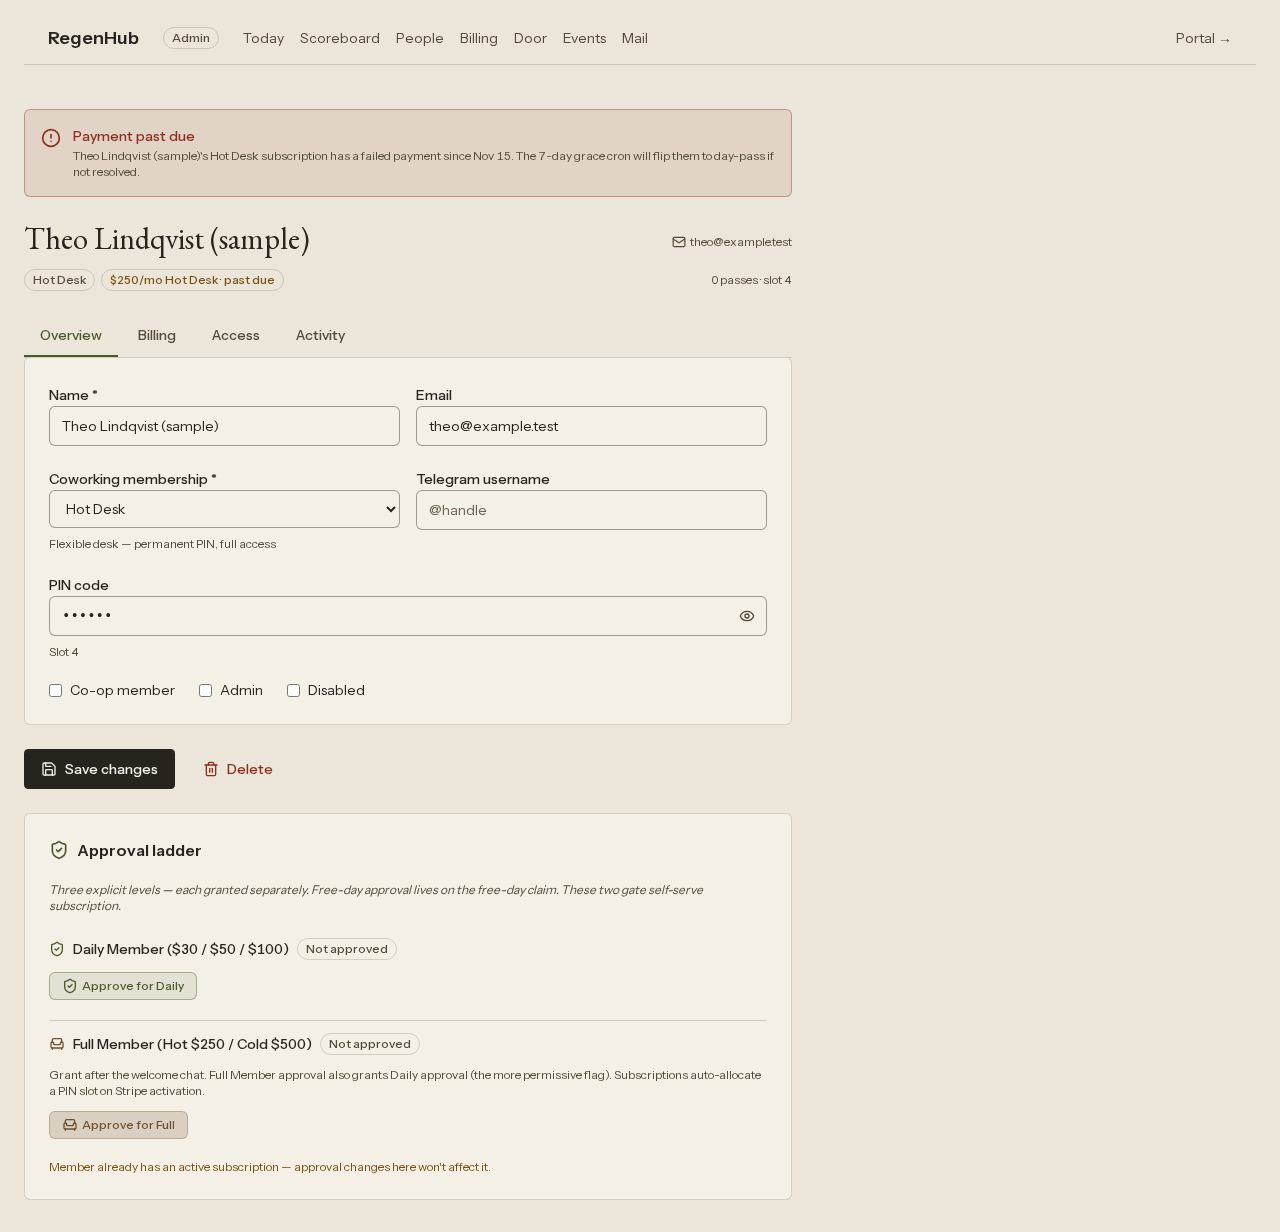 RegenHub Admin Today Scoreboard People Billing Door Events Mail Portal →
Payment past due
Theo Lindqvist (sample)'s Hot Desk subscription has a failed payment since Nov 15. The 7-day grace cron will flip them to day-pass if
not resolved.
Theo Lindqvist (sample)
theo@example.test
Hot Desk $250/mo Hot Desk · past due
0 passes · slot 4
Overview Billing Access Activity
Name * Email
Theo Lindqvist (sample) theo@example.test
Coworking membership * Telegram username
Hot Desk @handle
Flexible desk — permanent PIN, full access
PIN code
••••••
Slot 4
Co-op member Admin Disabled
Save changes Delete
Approval ladder
Three explicit levels — each granted separately. Free-day approval lives on the free-day claim. These two gate self-serve
subscription.
Daily Member ($30 / $50 / $100) Not approved
Approve for Daily
Full Member (Hot $250 / Cold $500) Not approved
Grant after the welcome chat. Full Member approval also grants Daily approval (the more permissive flag). Subscriptions auto-allocate
a PIN slot on Stripe activation.
Approve for Full
Member already has an active subscription — approval changes here won't affect it.